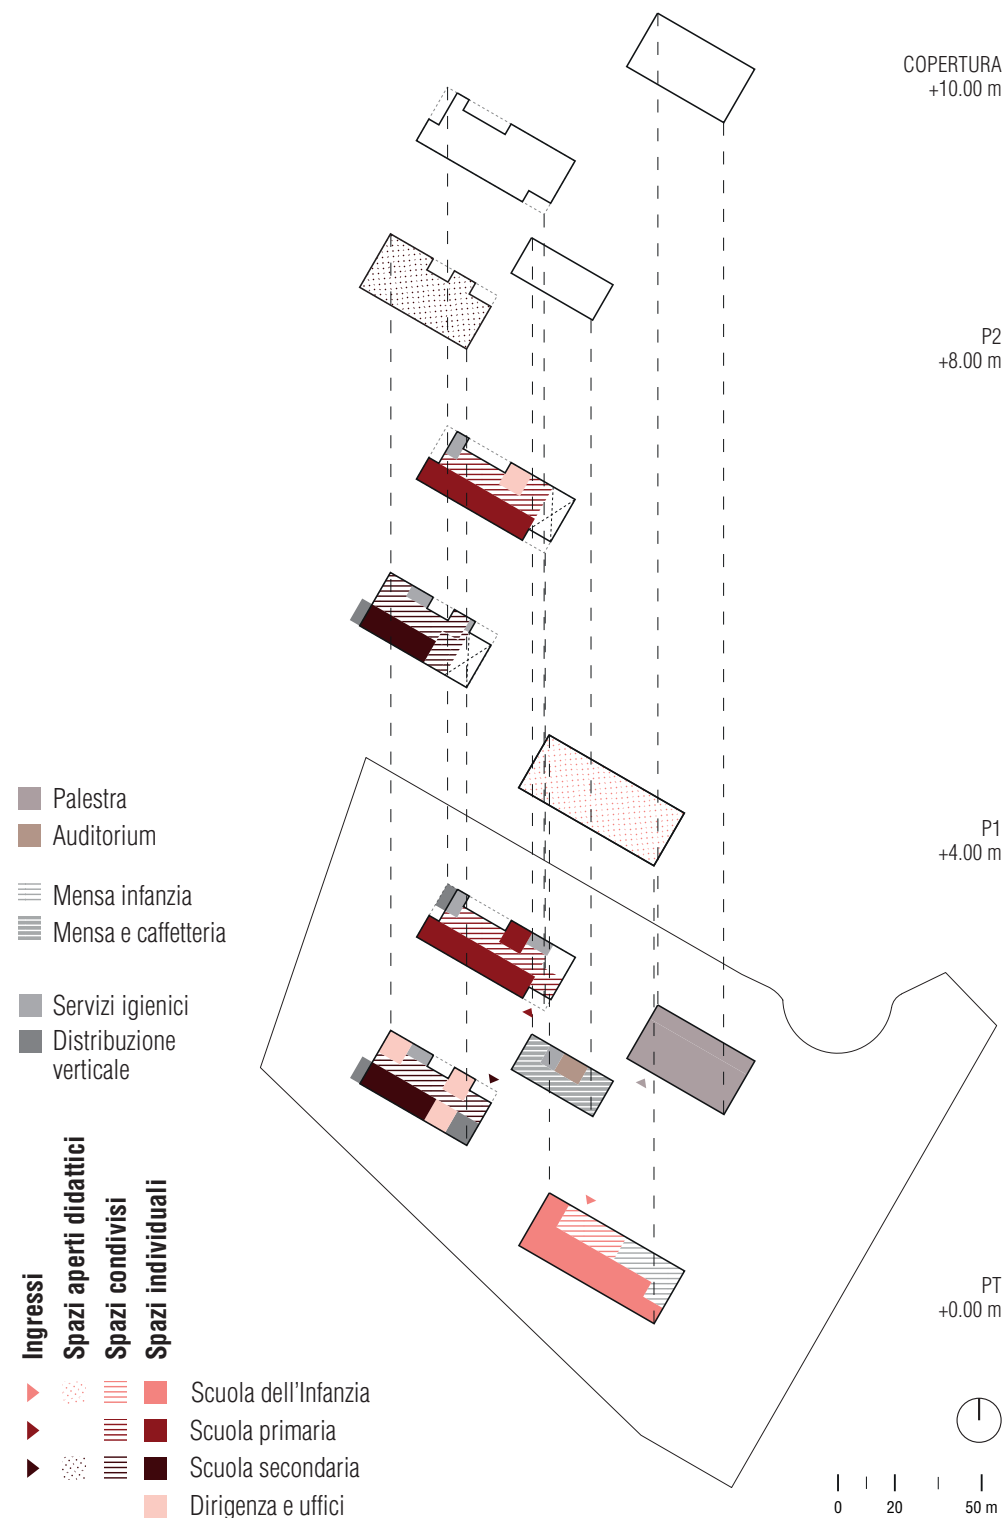 COPERTURA
+10.00 m
P2
+8.00 m
P1
+4.00 m
PT
+0.00 m
Palestra
Auditorium
Mensa infanzia
Mensa e caffetteria
Servizi igienici
Distribuzione
verticale
Ingressi
Spazi aperti didattici
Spazi condivisi
Spazi individuali
Scuola dell'Infanzia
Scuola primaria
Scuola secondaria
Dirigenza e uffici
0 20 50 m